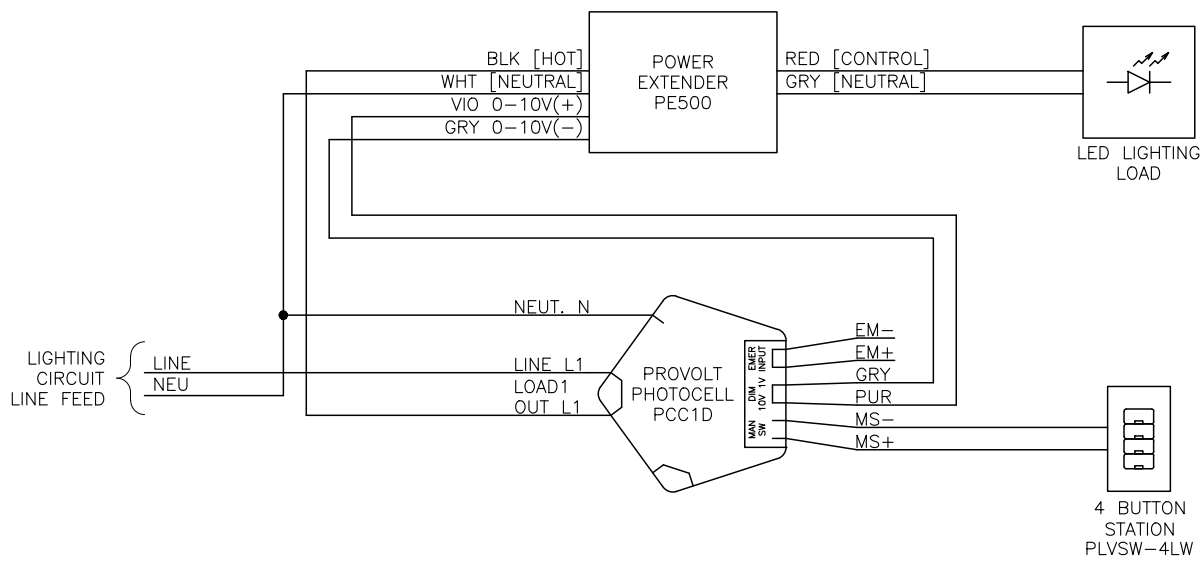 BLK [HOT]
WHT [NEUTRAL]
VIO 0-10V(+)
GRY 0-10V(-)
POWER
EXTENDER
PE500
RED [CONTROL]
GRY [NEUTRAL]
LED LIGHTING
LOAD
NEUT. N
LIGHTING
CIRCUIT
LINE FEED
LINE
NEU
LINE L1
LOAD1
OUT L1
PROVOLT
PHOTOCELL
PCC1D
EMER
INPUT
DIM
10V 1V
MAN
SW
EM-
EM+
GRY
PUR
MS-
MS+
4 BUTTON
STATION
PLVSW-4LW